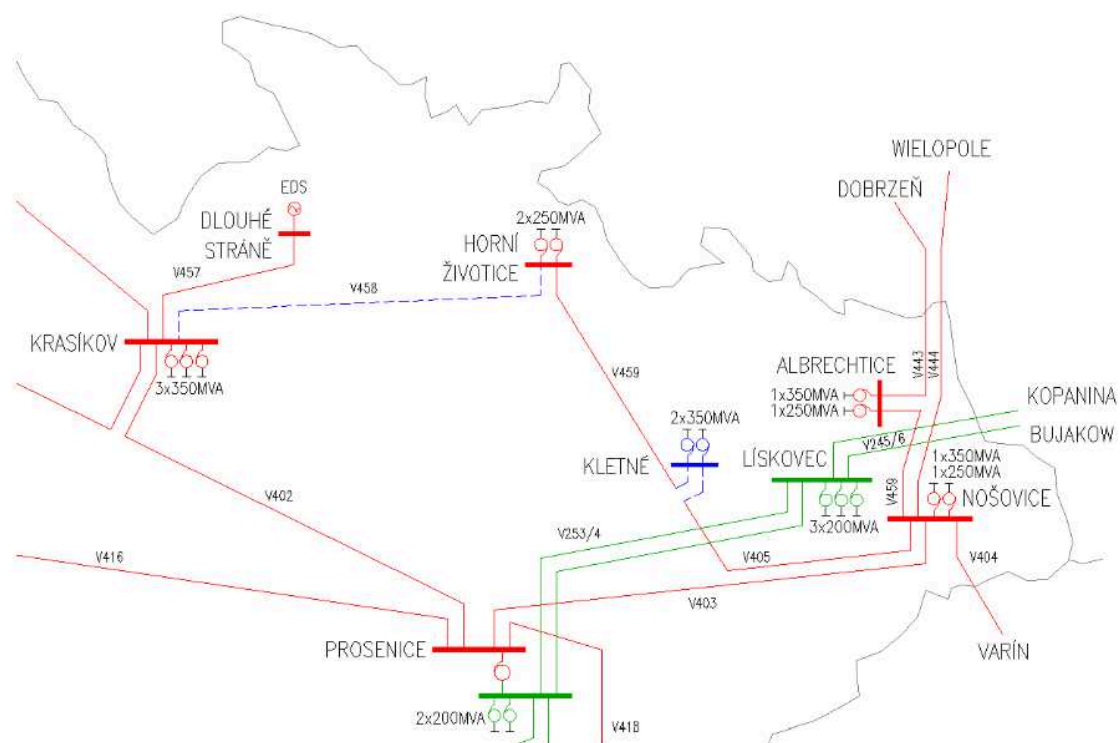 WIELOPOLE
DOBRZEŇ
EDS
DLOUHÉ
STRÁNĚ
2x250MVA
HORNÍ
ŽIVOTICE
V457
V458
KRASÍKOV
3x350MVA
V459
V443
V444
ALBRECHTICE
1x350MVA
1x250MVA
KOPANINA
BUJAKOW
2x350MVA
KLETNÉ
LÍSKOVEC
V245/6
1x350MVA
1x250MVA
NOŠOVICE
V459
3x200MVA
V402
V253/4
V416
V405
V404
V403
PROSENICE
VARÍN
2x200MVA
V418